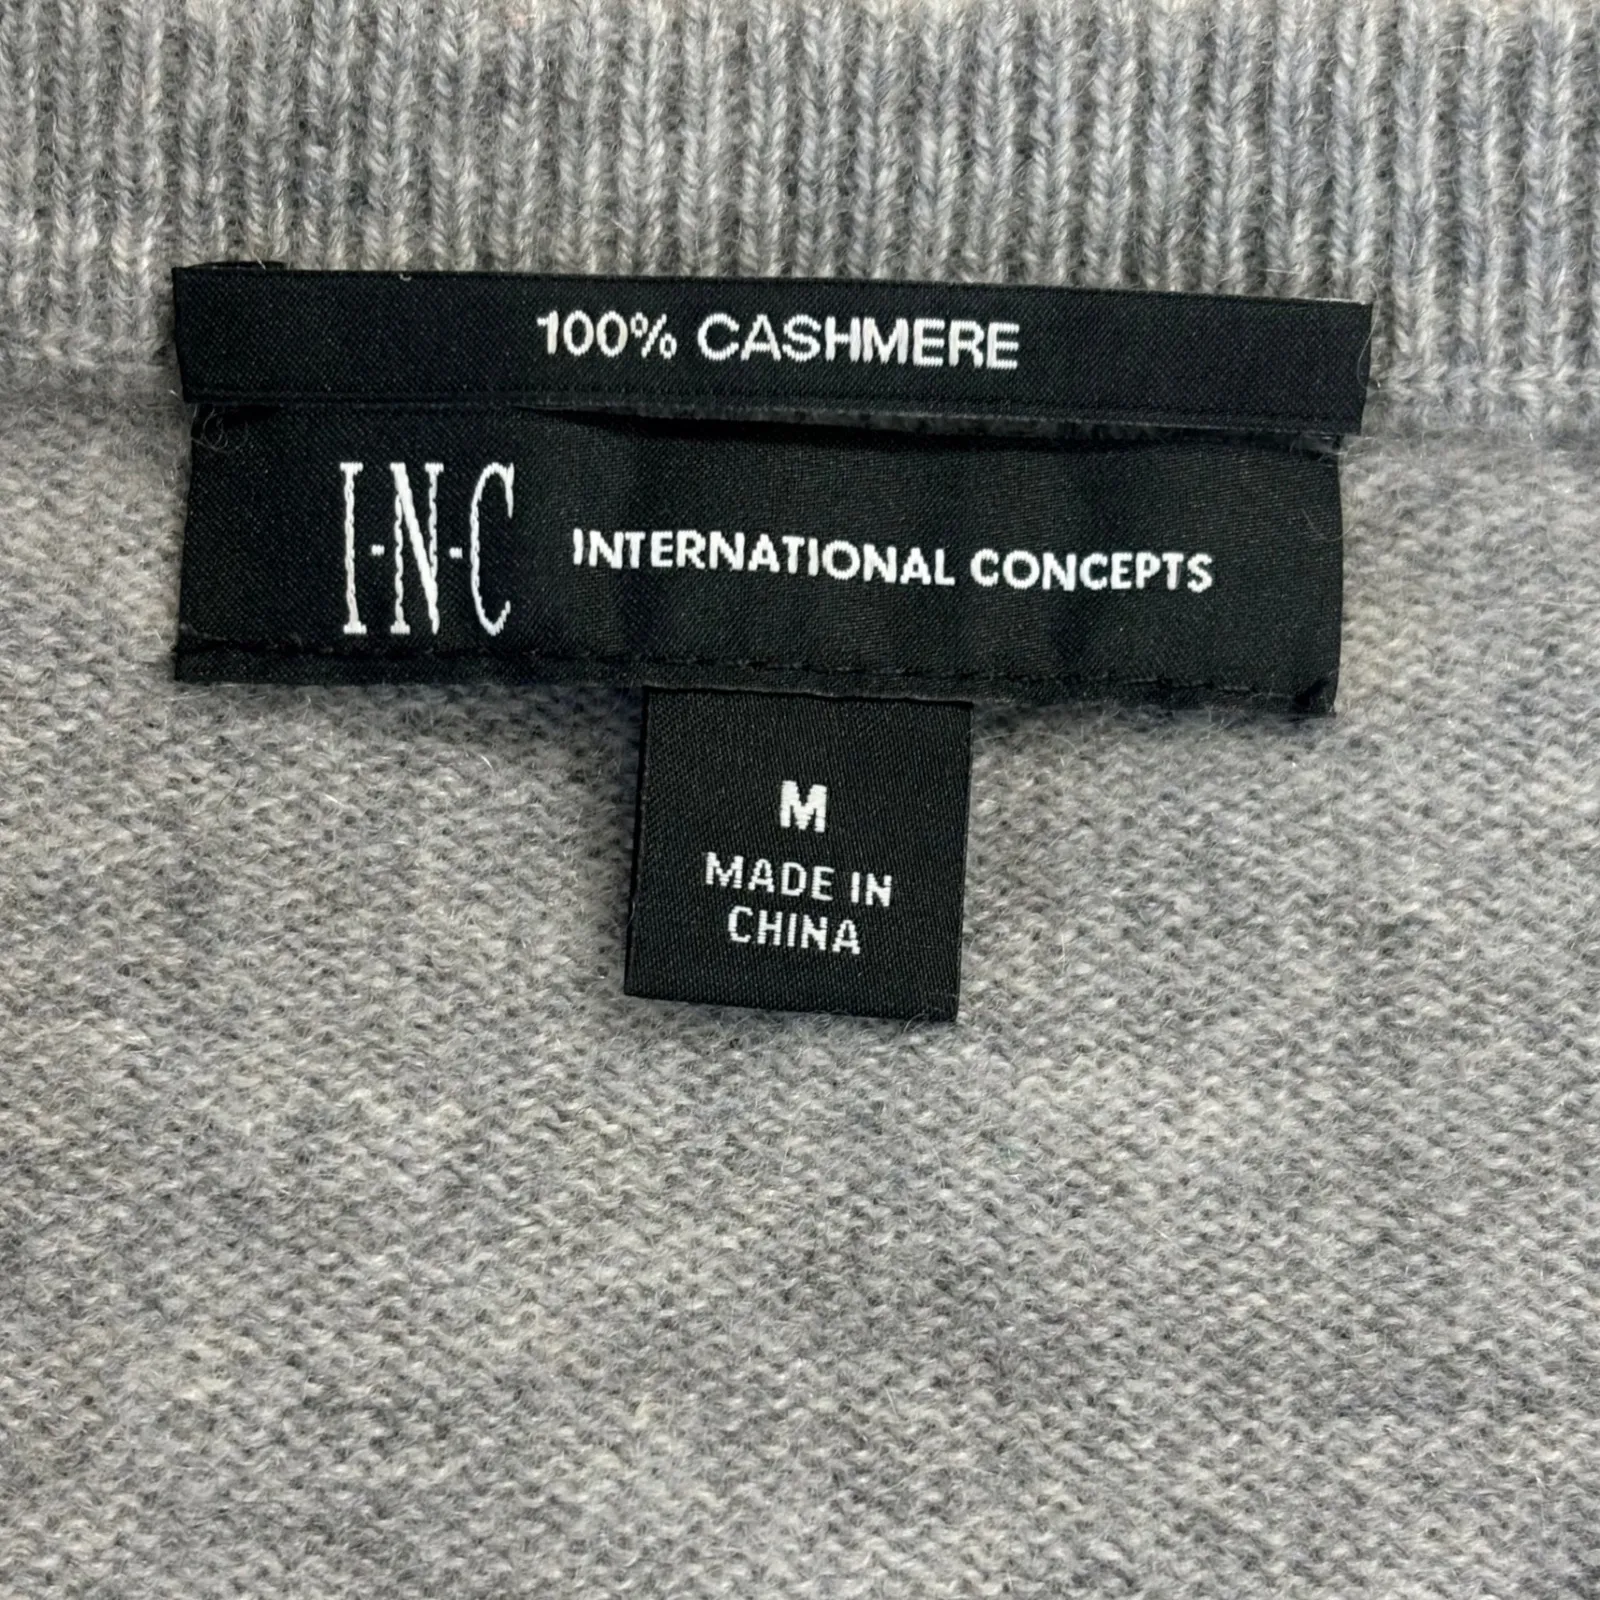 100% CASHMERE
I-N-C INTERNATIONAL CONCEPTS
M
MADE IN
CHINA